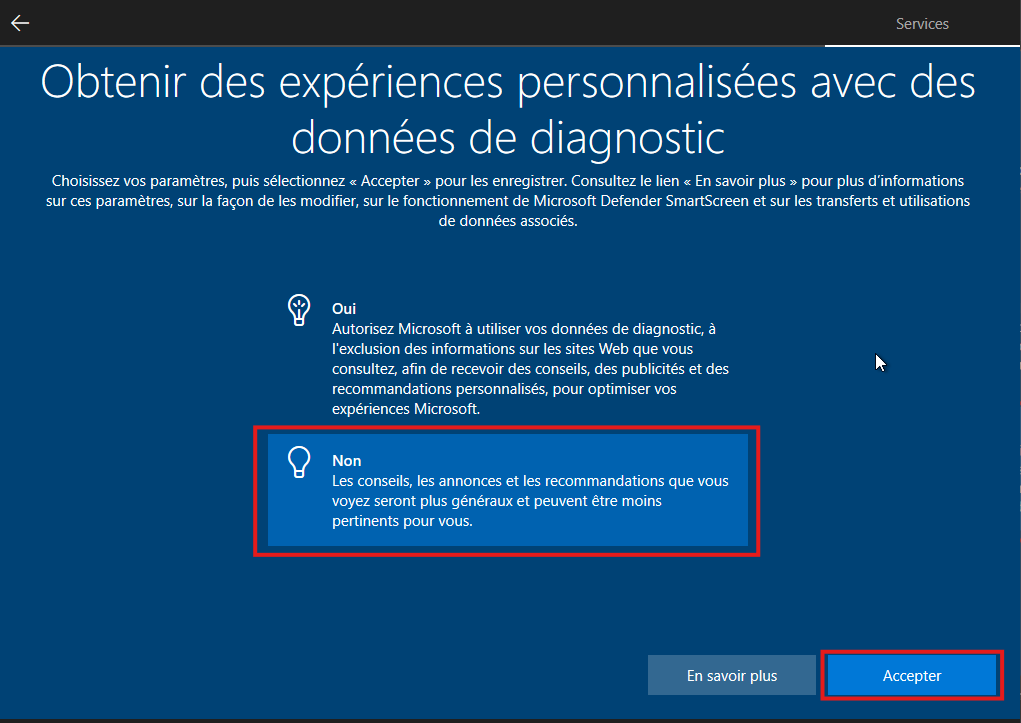 Services
Obtenir des expériences personnalisées avec des
données de diagnostic
Choisissez vos paramètres, puis sélectionnez « Accepter » pour les enregistrer. Consultez le lien « En savoir plus » pour plus d’informations
sur ces paramètres, sur la façon de les modifier, sur le fonctionnement de Microsoft Defender SmartScreen et sur les transferts et utilisations
de données associés.
Oui
Autorisez Microsoft à utiliser vos données de diagnostic, à
l'exclusion des informations sur les sites Web que vous
consultez, afin de recevoir des conseils, des publicités et des
recommandations personnalisés, pour optimiser vos
expériences Microsoft.
Non
Les conseils, les annonces et les recommandations que vous
voyez seront plus généraux et peuvent être moins
pertinents pour vous.
En savoir plus
Accepter